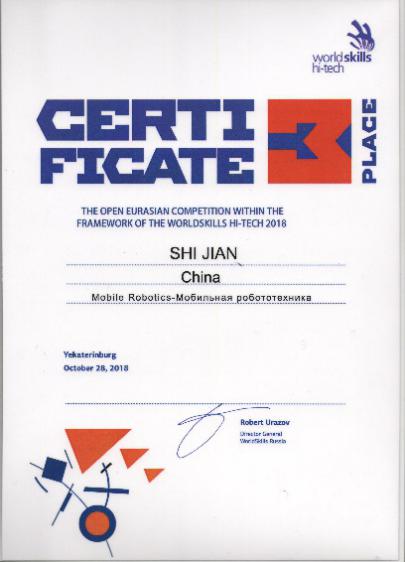 worldskills
hi-tech
CERTI
FICATE
3
PLACE
THE OPEN EURASIAN COMPETITION WITHIN THE
FRAMEWORK OF THE WORLDSKILLS HI-TECH 2018
SHI JIAN
China
Mobile Robotics-Мобильная робототехника
Yekaterinburg
October 28, 2018
Robert Urazov
Director General
WorldSkills Russia